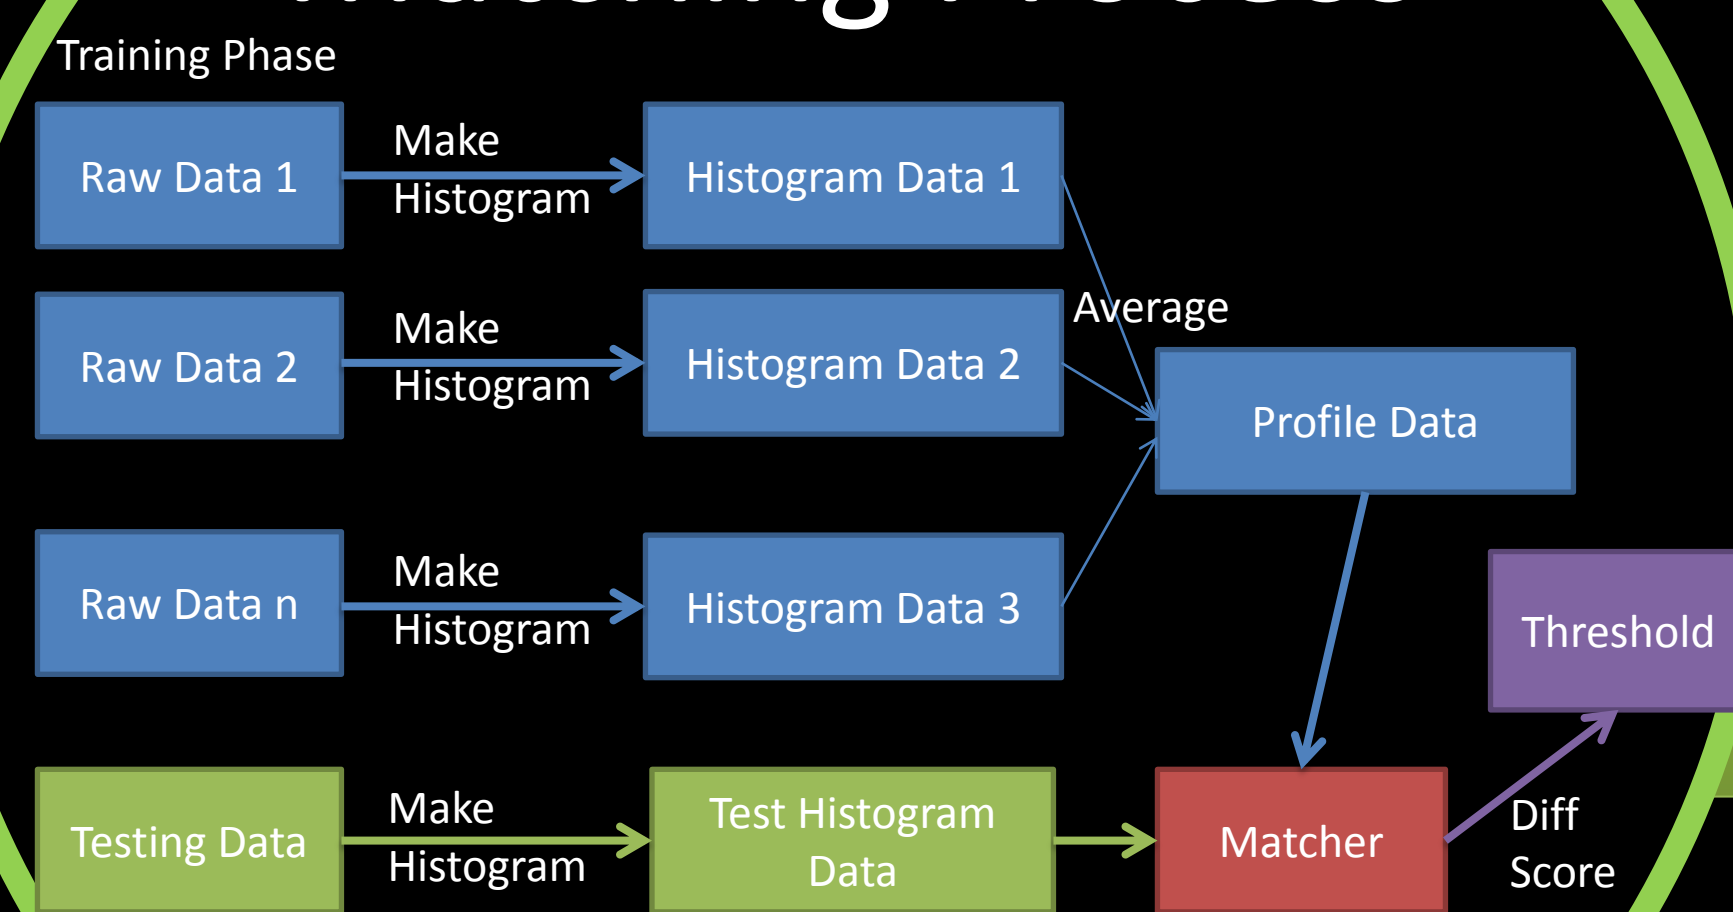 Process
Training Phase
Raw Data 1
Make
Histogram
Histogram Data 1
Raw Data 2
Make
Histogram
Histogram Data 2
Average
Profile Data
Raw Data n
Make
Histogram
Histogram Data 3
Threshold
Testing Data
Make
Histogram
Test Histogram
Data
Matcher
Diff
Score